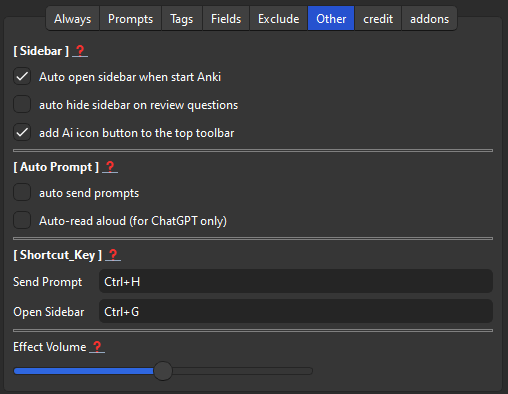 Always Prompts Tags Fields Exclude Other credit addons
[ Sidebar ] ❓
Auto open sidebar when start Anki
auto hide sidebar on review questions
add Ai icon button to the top toolbar
[ Auto Prompt ] ❓
auto send prompts
Auto-read aloud (for ChatGPT only)
[ Shortcut_Key ] ❓
Send Prompt Ctrl+H
Open Sidebar Ctrl+G
Effect Volume ❓